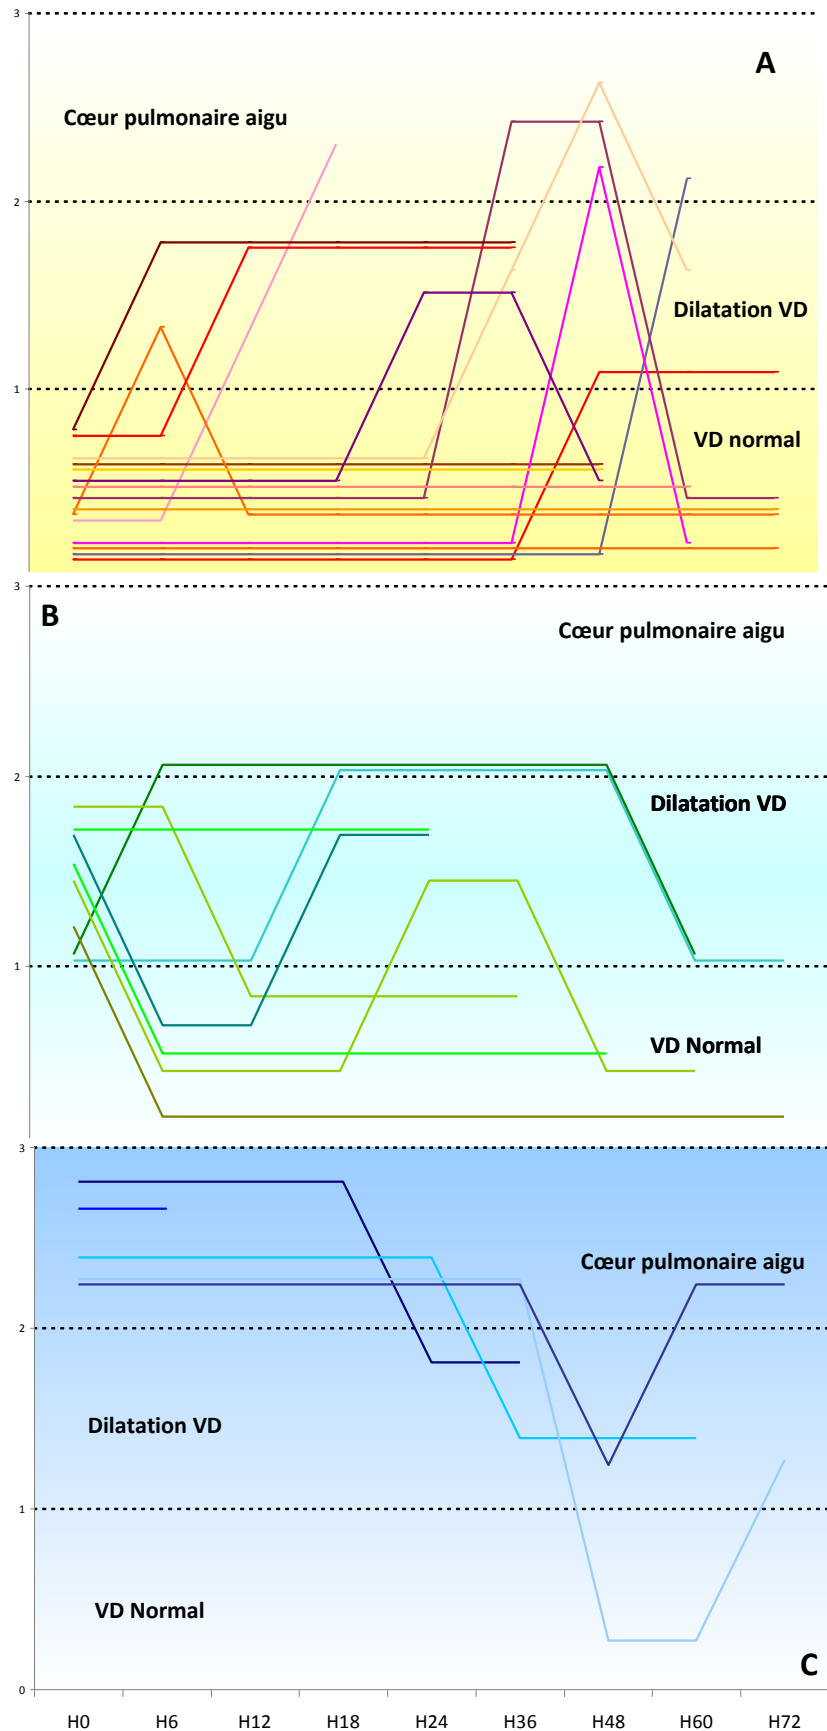 3
A
Cœur pulmonaire aigu
2
Dilatation VD
1
VD normal
3
B
Cœur pulmonaire aigu
2
Dilatation VD
1
VD Normal
3
Cœur pulmonaire aigu
2
Dilatation VD
1
VD Normal
C
0
H0 H6 H12 H18 H24 H36 H48 H60 H72